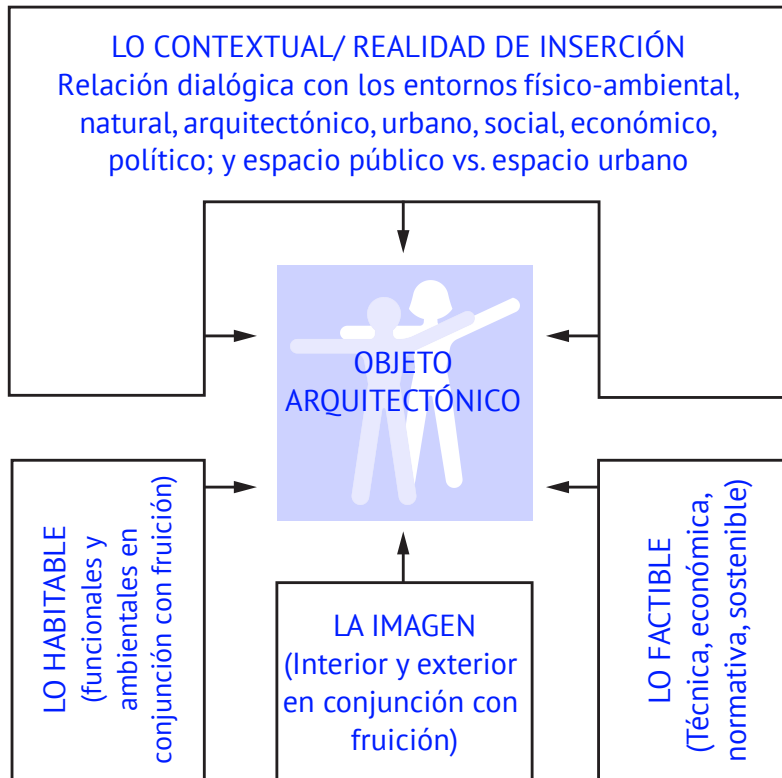 LO CONTEXTUAL/ REALIDAD DE INSERCIÓN
Relación dialógica con los entornos físico-ambiental,
natural, arquitectónico, urbano, social, económico,
político; y espacio público vs. espacio urbano
OBJETO
ARQUITECTÓNICO
LO HABITABLE
(funcionales y
ambientales en
conjunción con fruición)
LA IMAGEN
(Interior y exterior
en conjunción con
fruición)
LO FACTIBLE
(Técnica, económica,
normativa, sostenible)